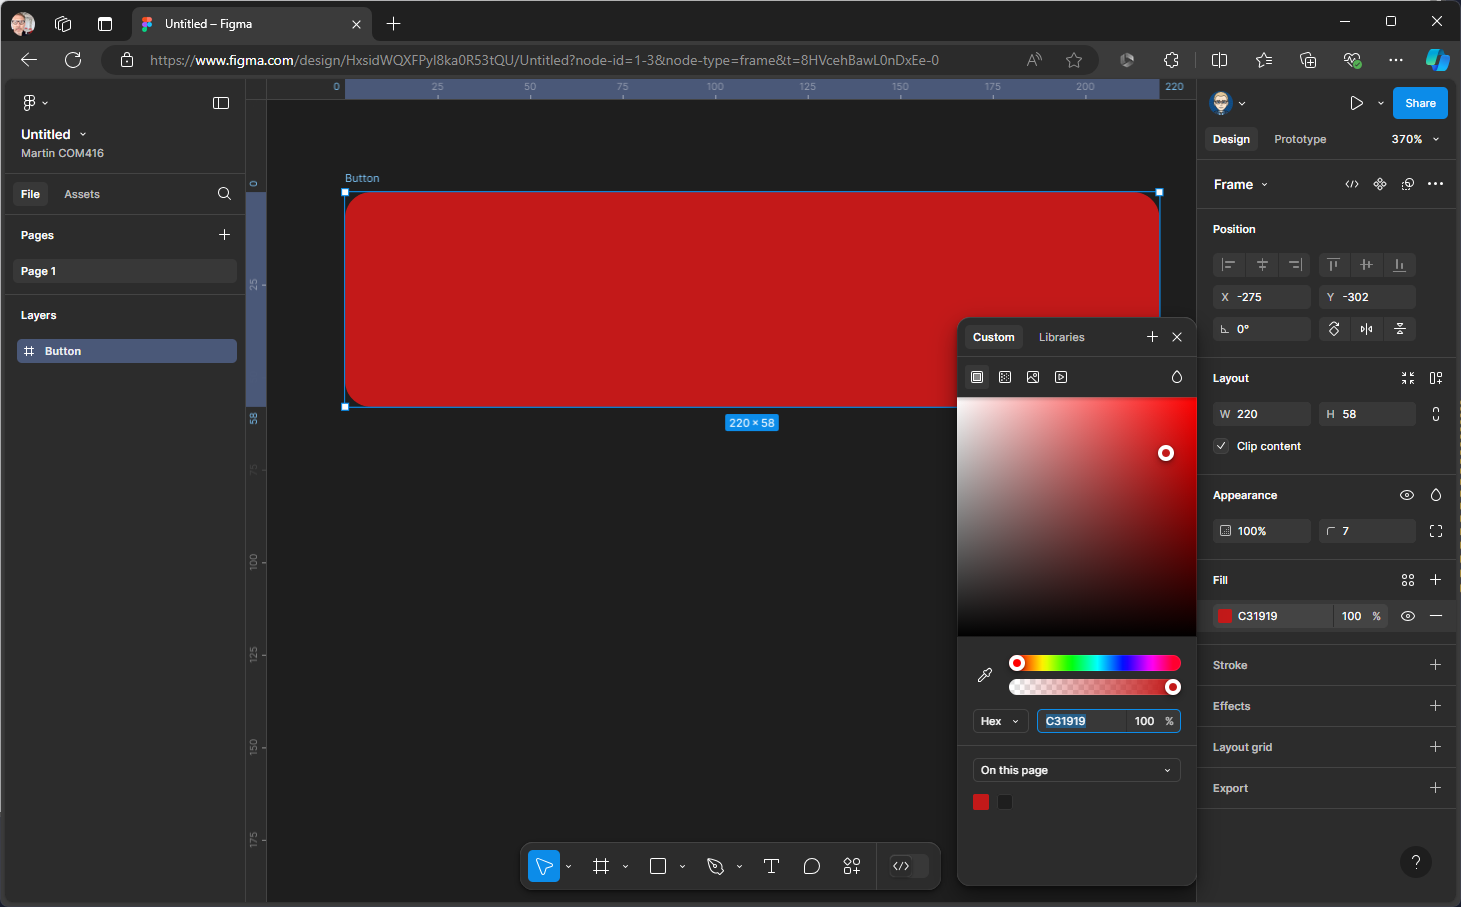 Untitled – Figma
https://www.figma.com/design/HxsidWQXFPyI8ka0R53tQU/Untitled?node-id=1-3&node-type=frame&t=8HVcehBawL0nDxEe-0
Untitled
Martin COM416
File
Assets
Pages
Page 1
Layers
Button
0
25
50
75
100
125
150
175
200
220
0
25
58
75
100
125
150
175
Button
220 × 58
Custom
Libraries
Hex
C31919
100
%
On this page
Share
Design
Prototype
370%
Frame
Position
X -275
Y -302
0°
Layout
W 220
H 58
Clip content
Appearance
100%
7
Fill
C31919
100
%
Stroke
Effects
Layout grid
Export
?